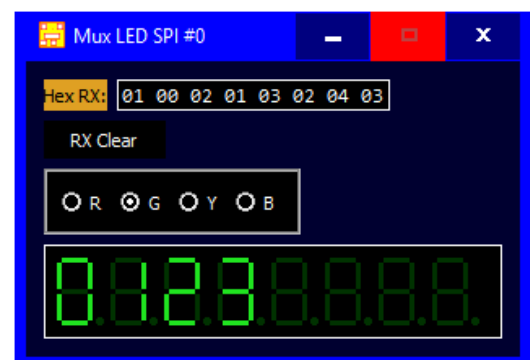 Mux LED SPI #0
Hex RX: 01 00 02 01 03 02 04 03
RX Clear
R G Y B
0123